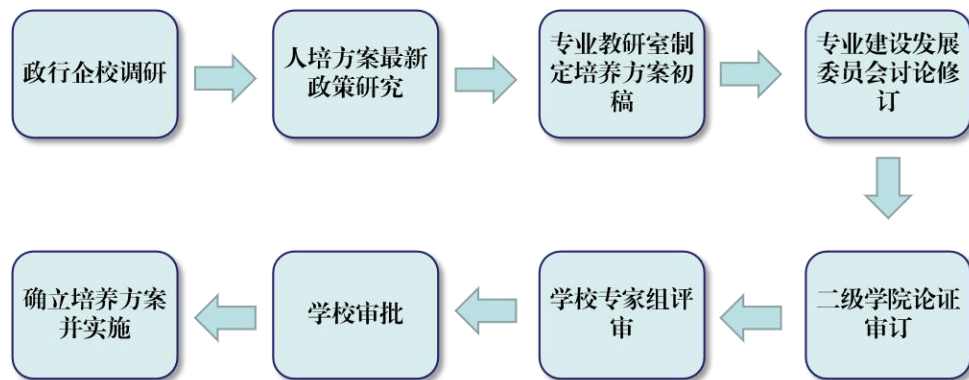 政行企校调研
人培方案最新
政策研究
专业教研室制
定培养方案初
稿
专业建设发展
委员会讨论修
订
二级学院论证
审订
学校专家组评
审
学校审批
确立培养方案
并实施